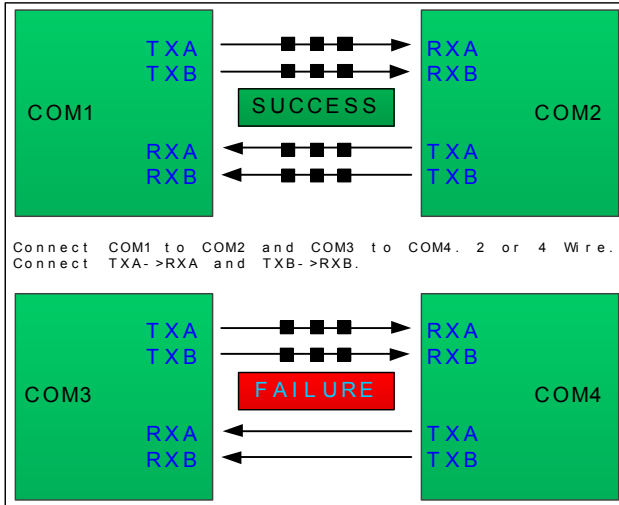 TXA RXA
TXB RXB
COM1 SUCCESS COM2
RXA TXA
RXB TXB
Connect COM1 to COM2 and COM3 to COM4. 2 or 4 Wire.
Connect TXA->RXA and TXB->RXB.
TXA RXA
TXB RXB
COM3 FAILURE COM4
RXA TXA
RXB TXB